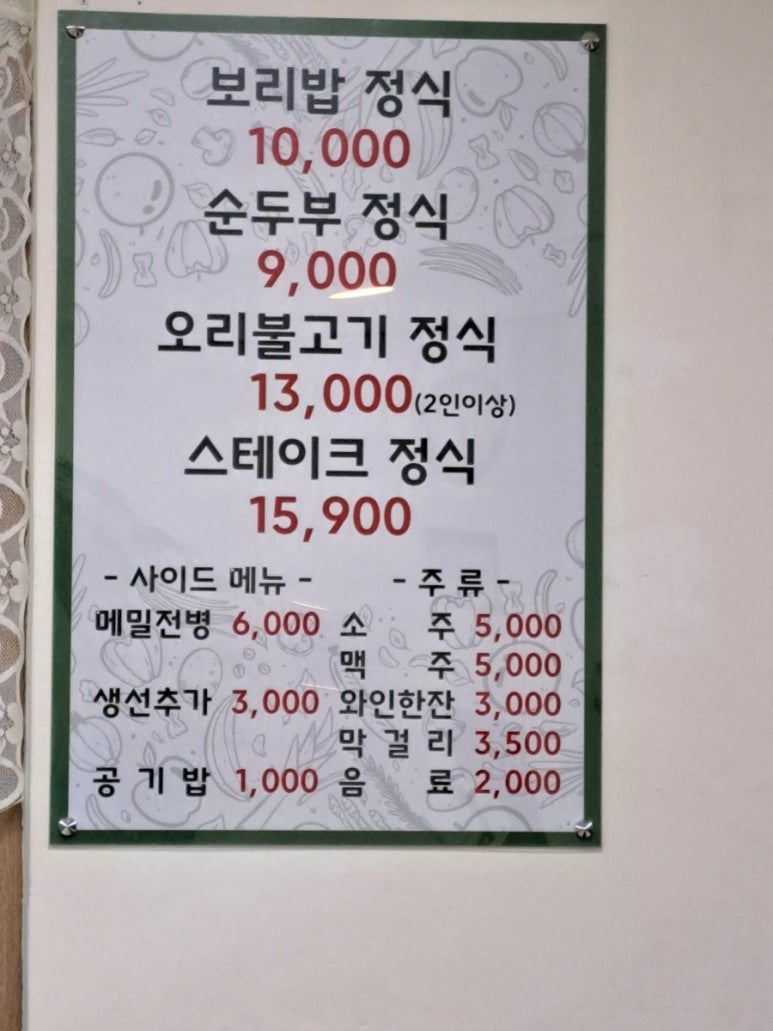 보리밥 정식
10,000
순두부 정식
9,000
오리불고기 정식
13,000(2인이상)
스테이크 정식
15,900
- 사이드 메뉴 -
메밀전병 6,000
생선추가 3,000
공 기 밥 1,000
- 주 류 -
소 주 5,000
맥 주 5,000
와인한잔 3,000
막 걸 리 3,500
음 료 2,000